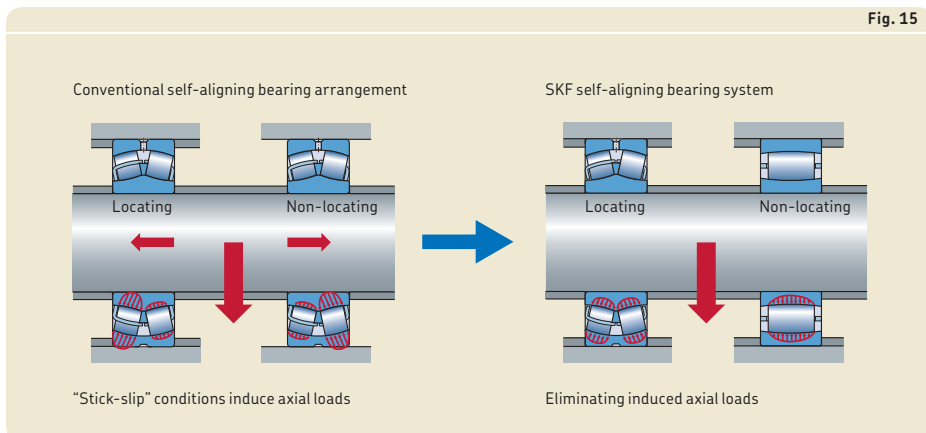 Fig. 15
Conventional self-aligning bearing arrangement
SKF self-aligning bearing system
Locating
Non-locating
Locating
Non-locating
“Stick-slip” conditions induce axial loads
Eliminating induced axial loads